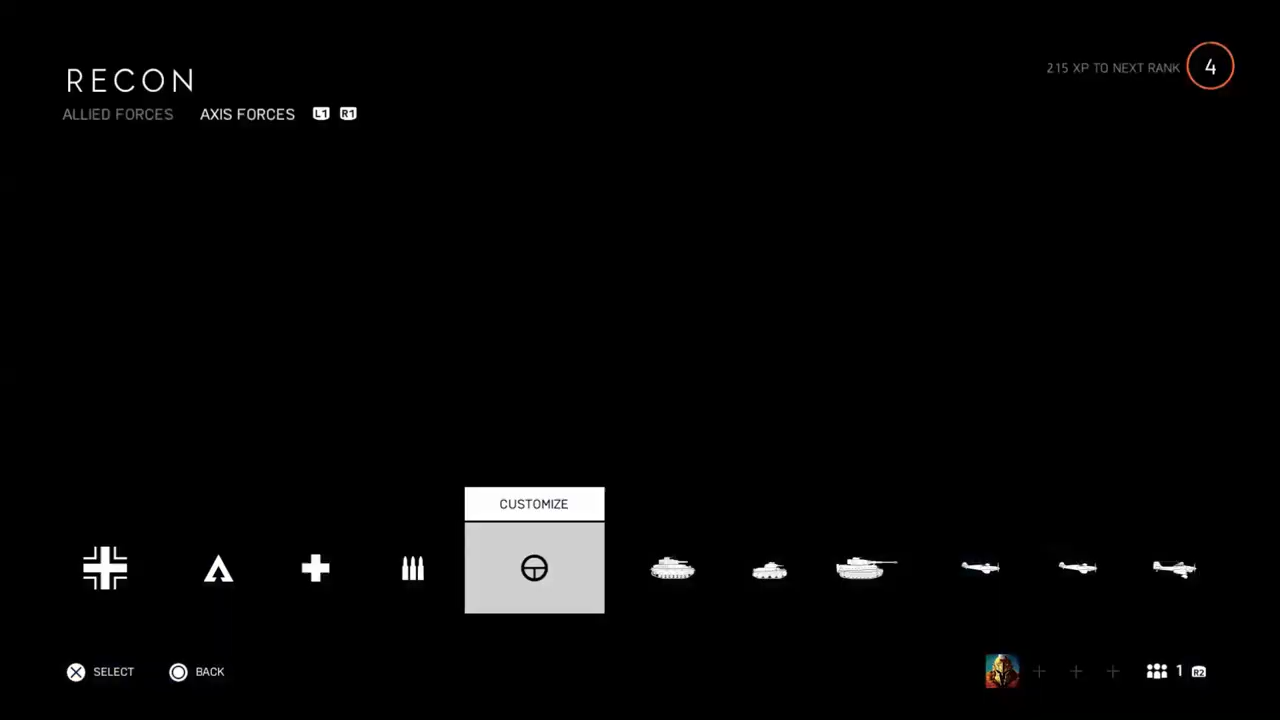 RECON
215 XP TO NEXT RANK 4
ALLIED FORCES AXIS FORCES L1 R1
CUSTOMIZE
SELECT BACK 1 R2